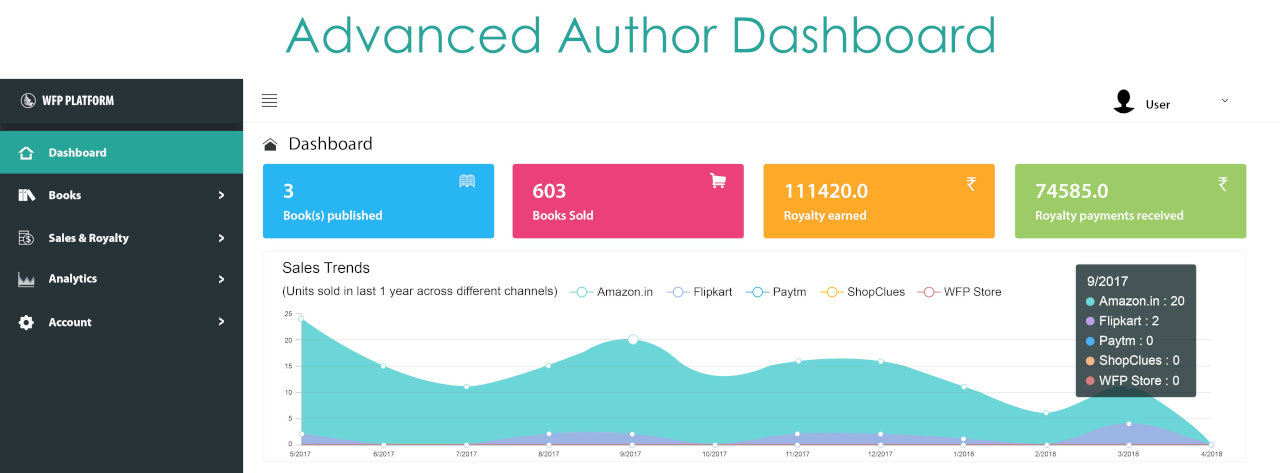 Advanced Author Dashboard
WFP PLATFORM
User
Dashboard
Books
Sales & Royalty
Analytics
Account
Dashboard
3
Book(s) published
603
Books Sold
111420.0
₹
Royalty earned
74585.0
₹
Royalty payments received
Sales Trends
(Units sold in last 1 year across different channels)
Amazon.in
Flipkart
Paytm
ShopClues
WFP Store
9/2017
Amazon.in : 20
Flipkart : 2
Paytm : 0
ShopClues : 0
WFP Store : 0
25
20
15
10
5
0
5/2017
6/2017
7/2017
8/2017
9/2017
10/2017
11/2017
12/2017
1/2018
2/2018
3/2018
4/2018